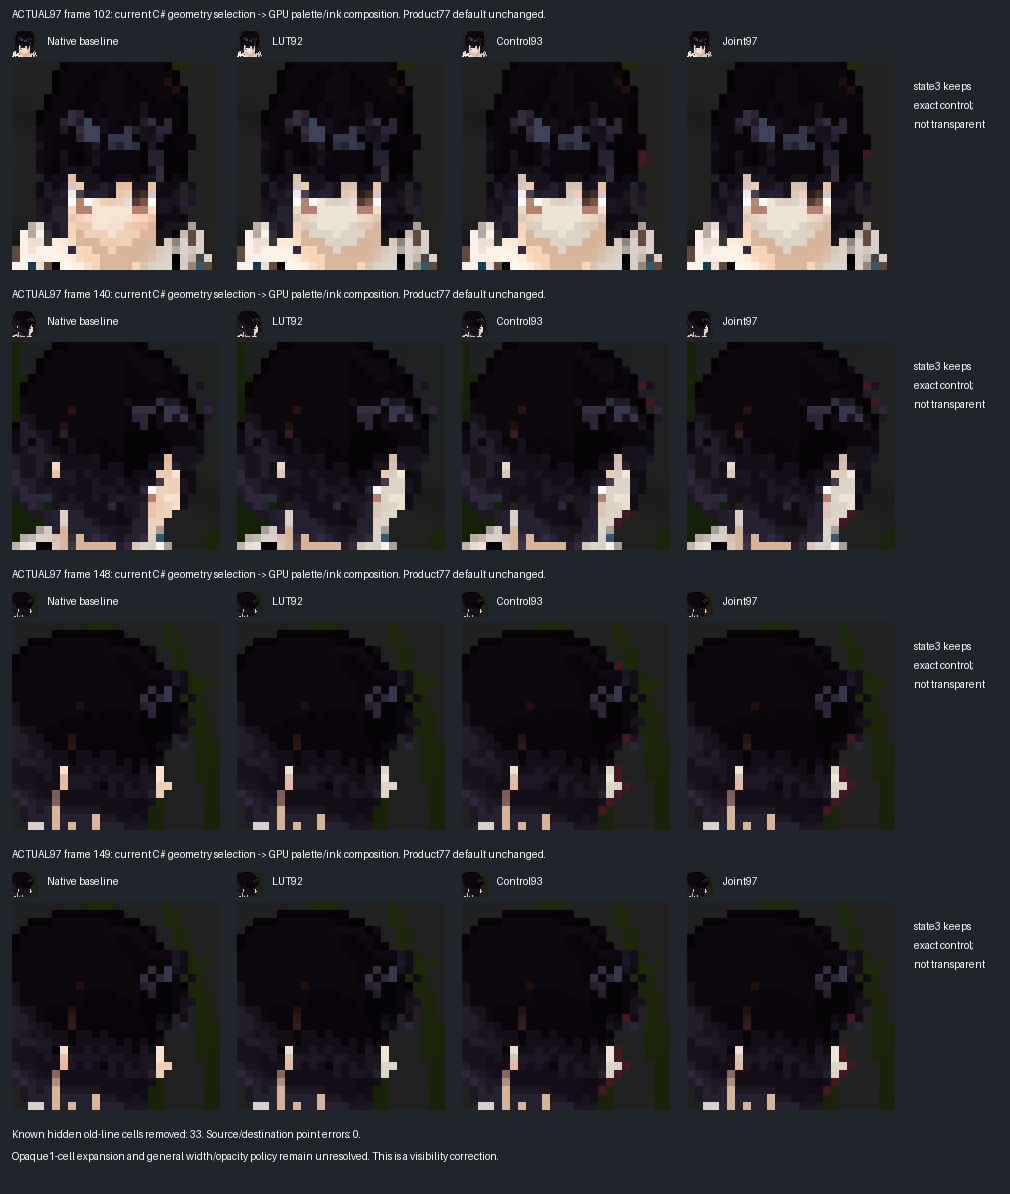 ACTUAL97 frame 102: current C# geometry selection -> GPU palette/ink composition. Product77 default unchanged.
Native baseline
LUT92
Control93
Joint97
state3 keeps
exact control;
not transparent
ACTUAL97 frame 140: current C# geometry selection -> GPU palette/ink composition. Product77 default unchanged.
Native baseline
LUT92
Control93
Joint97
state3 keeps
exact control;
not transparent
ACTUAL97 frame 148: current C# geometry selection -> GPU palette/ink composition. Product77 default unchanged.
Native baseline
LUT92
Control93
Joint97
state3 keeps
exact control;
not transparent
ACTUAL97 frame 149: current C# geometry selection -> GPU palette/ink composition. Product77 default unchanged.
Native baseline
LUT92
Control93
Joint97
state3 keeps
exact control;
not transparent
Known hidden old-line cells removed: 33. Source/destination point errors: 0.
Opaque 1-cell expansion and general width/opacity policy remain unresolved. This is a visibility correction.